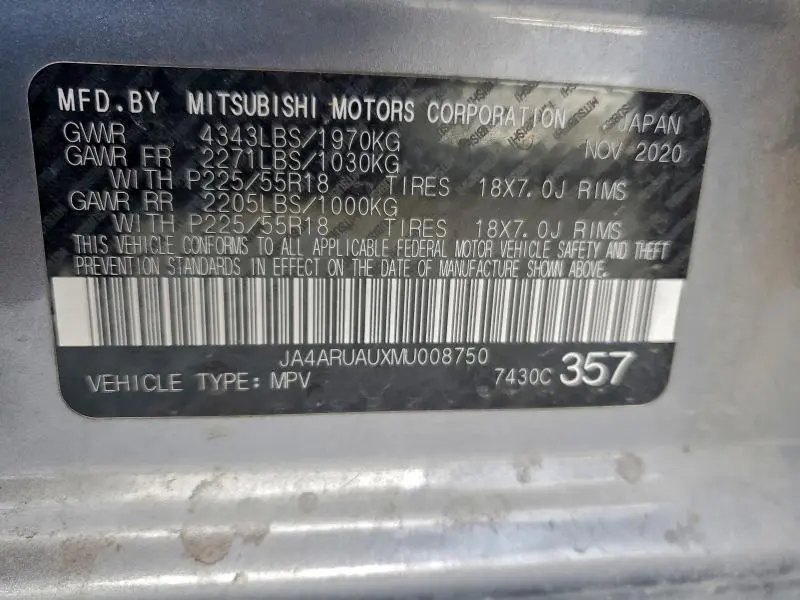 MFD.BY MITSUBISHI MOTORS CORPORATION JAPAN
GVWR 4343LBS/1970KG NOV 2020
GAWR FR 2271LBS/1030KG
WITH P225/55R18 TIRES 18X7.0J RIMS
GAWR RR 2205LBS/1000KG
WITH P225/55R18 TIRES 18X7.0J RIMS
THIS VEHICLE CONFORMS TO ALL APPLICABLE FEDERAL MOTOR VEHICLE SAFETY AND THEFT
PREVENTION STANDARDS IN EFFECT ON THE DATE OF MANUFACTURE SHOWN ABOVE.
JA4ARUAUXMU008750
VEHICLE TYPE: MPV 7430C 357